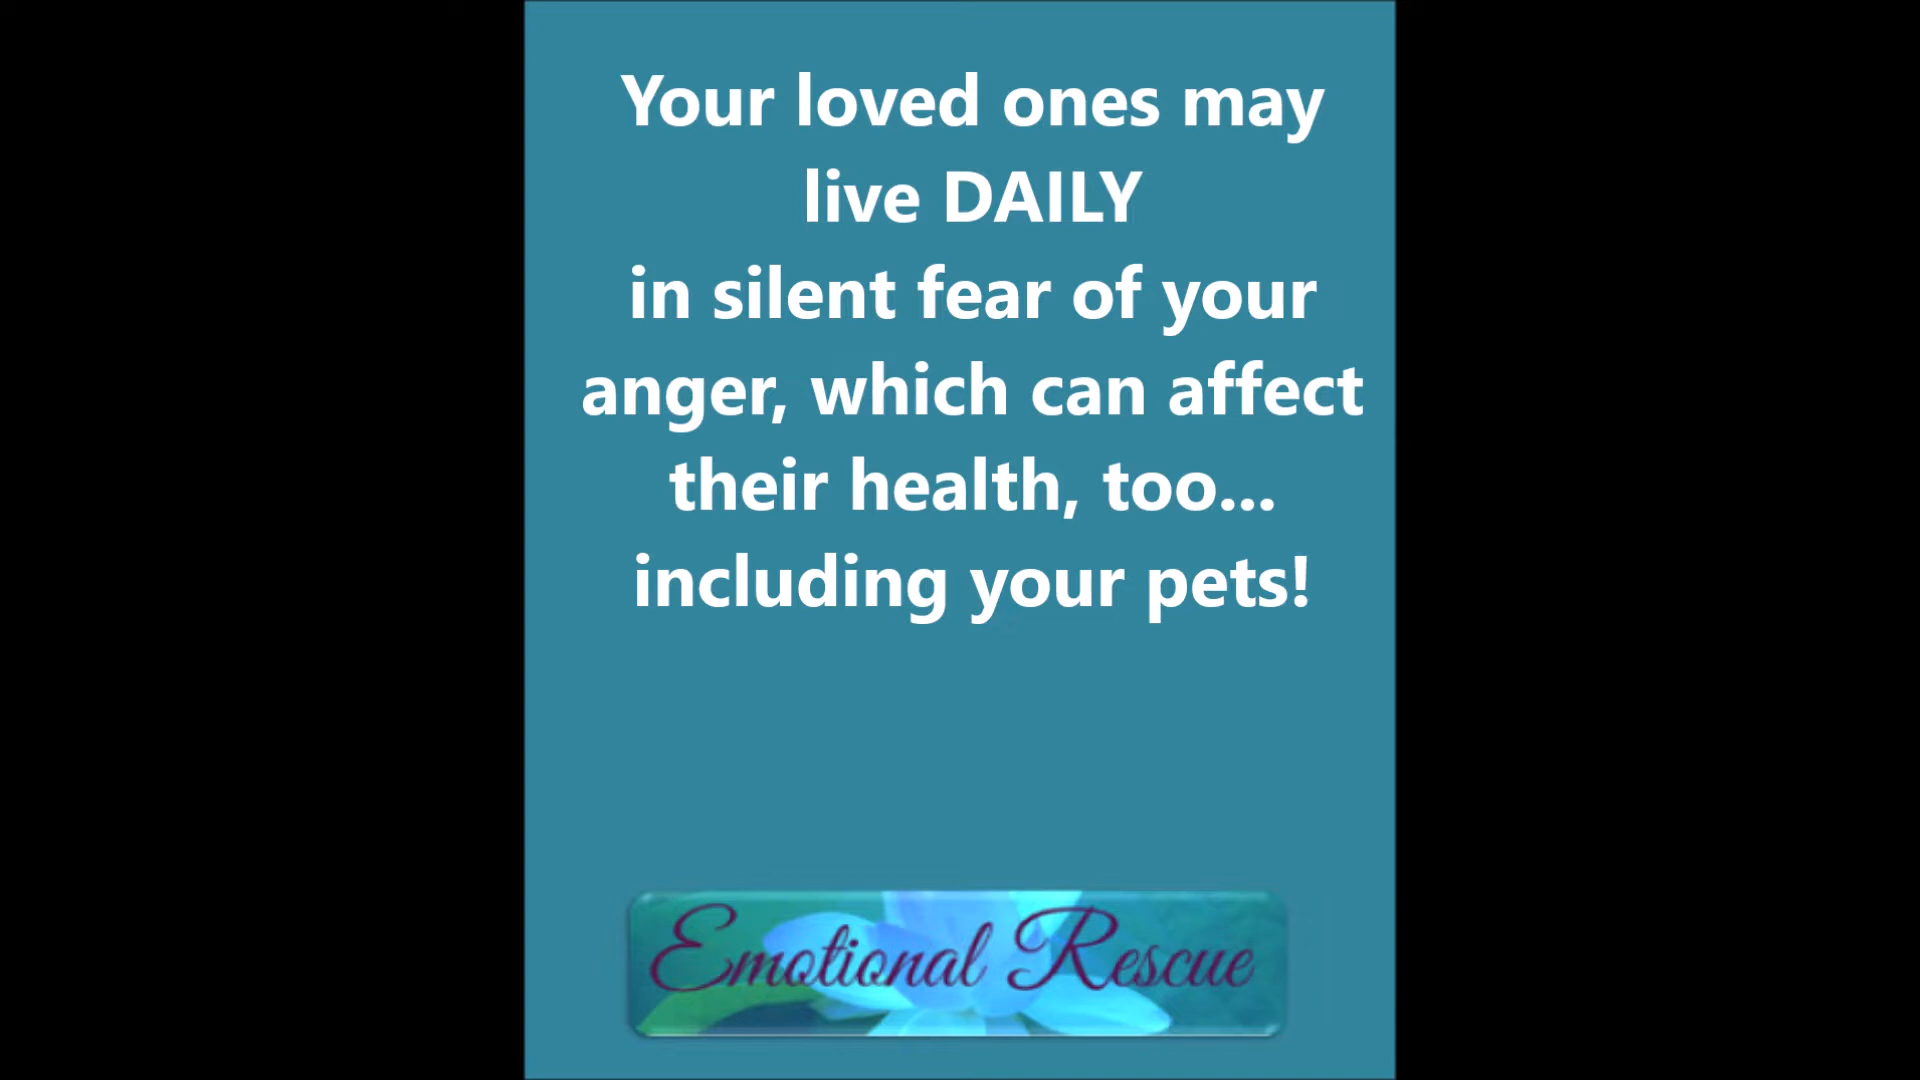 Your loved ones may
live DAILY
in silent fear of your
anger, which can affect
their health, too...
including your pets!
Emotional Rescue